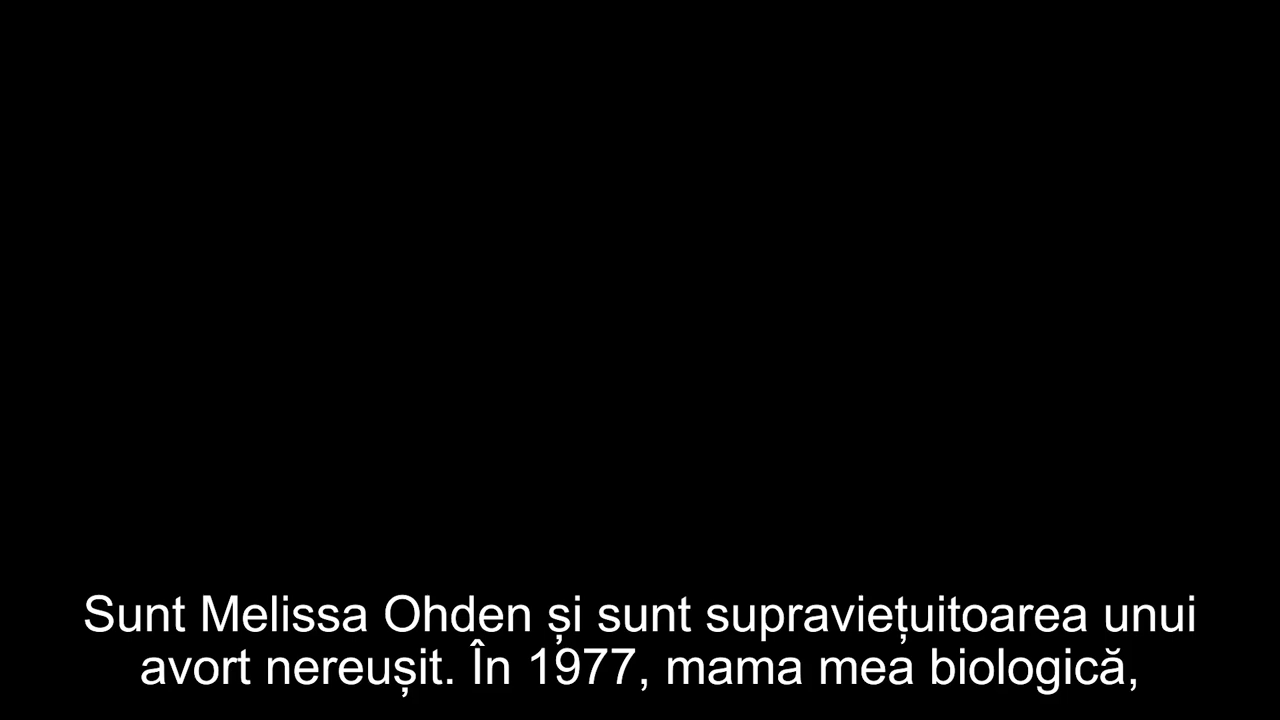 Sunt Melissa Ohden și sunt supraviețuitoarea unui
avort nereușit. În 1977, mama mea biologică,